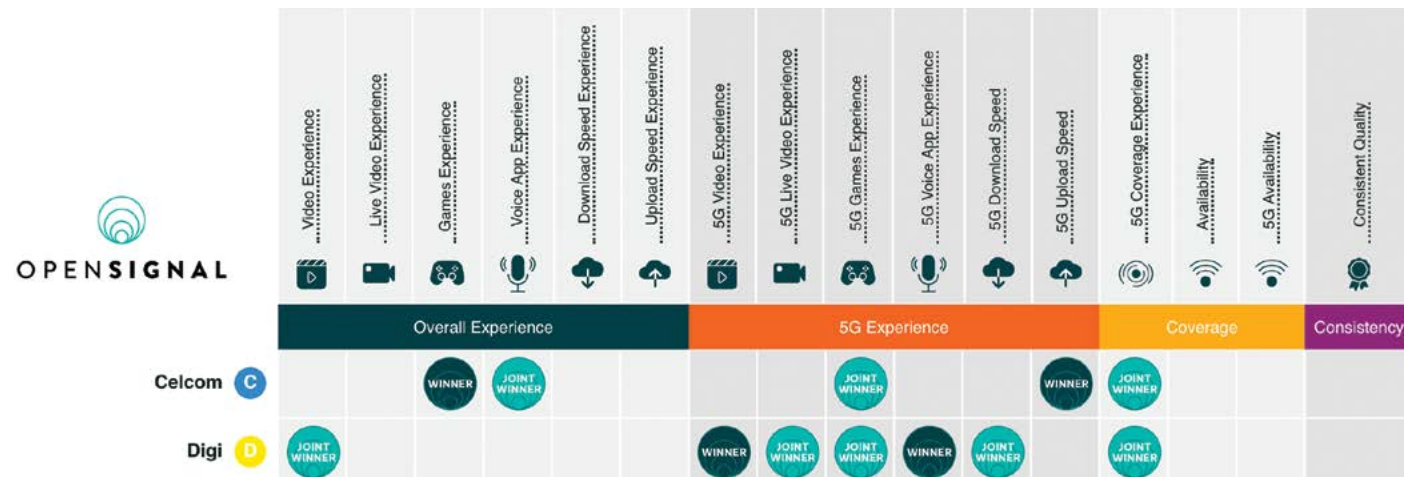 Video Experience
Live Video Experience
Games Experience
Voice App Experience
Download Speed Experience
Upload Speed Experience
5G Video Experience
5G Live Video Experience
5G Games Experience
5G Voice App Experience
5G Download Speed
5G Upload Speed
5G Coverage Experience
Availability
5G Availability
Consistent Quality
OPENSIGNAL
Overall Experience
5G Experience
Coverage
Consistency
Celcom C
WINNER
JOINT
WINNER
JOINT
WINNER
WINNER
JOINT
WINNER
Digi D
JOINT
WINNER
WINNER
JOINT
WINNER
JOINT
WINNER
WINNER
JOINT
WINNER
JOINT
WINNER